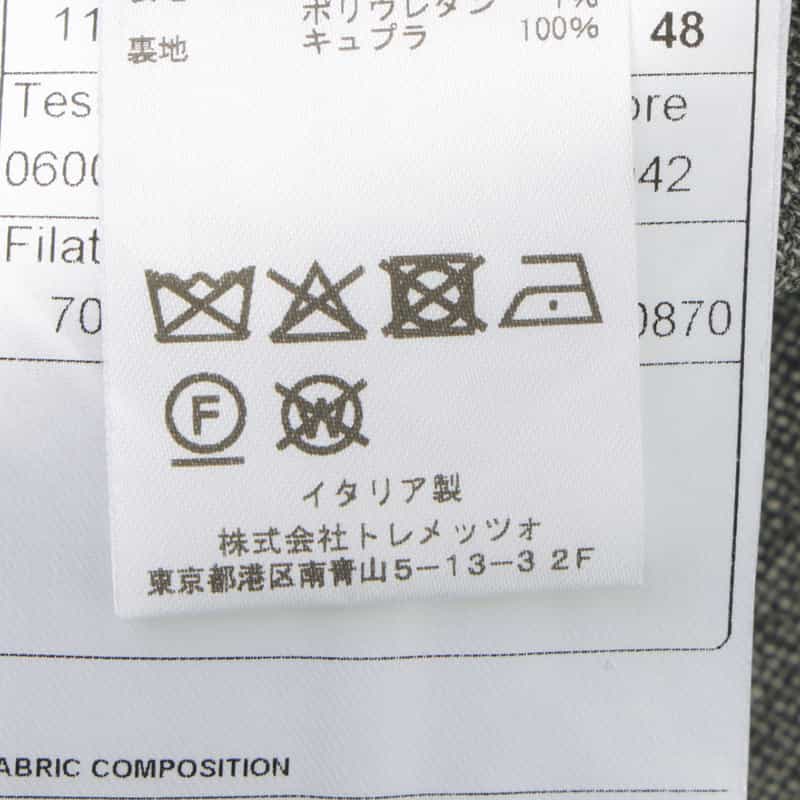 11
ポリウレタン 1%
裏地 キュプラ 100%
48
Tes
ore
060
42
Filat
70
0870
F
W
イタリア製
株式会社トレメッツォ
東京都港区南青山5-13-3 2F
ABRIC COMPOSITION